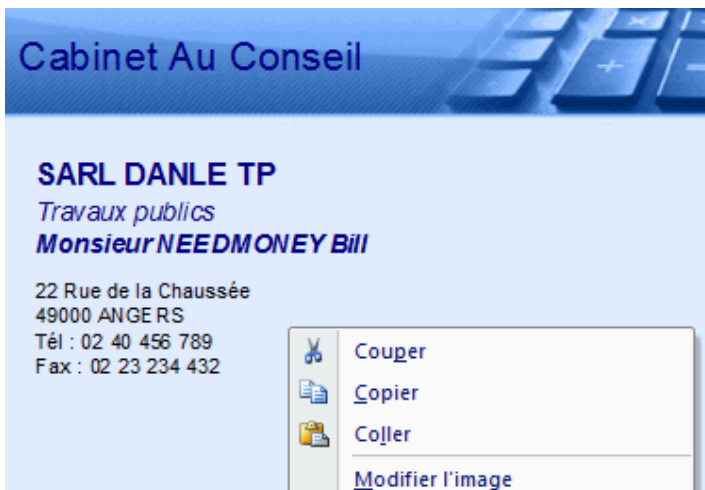 Cabinet Au Conseil
SARL DANLE TP
Travaux publics
Monsieur NEEDMONEY Bill
22 Rue de la Chaussée
49000 ANGERS
Tél : 02 40 456 789
Fax : 02 23 234 432
Couper
Copier
Coller
Modifier l'image